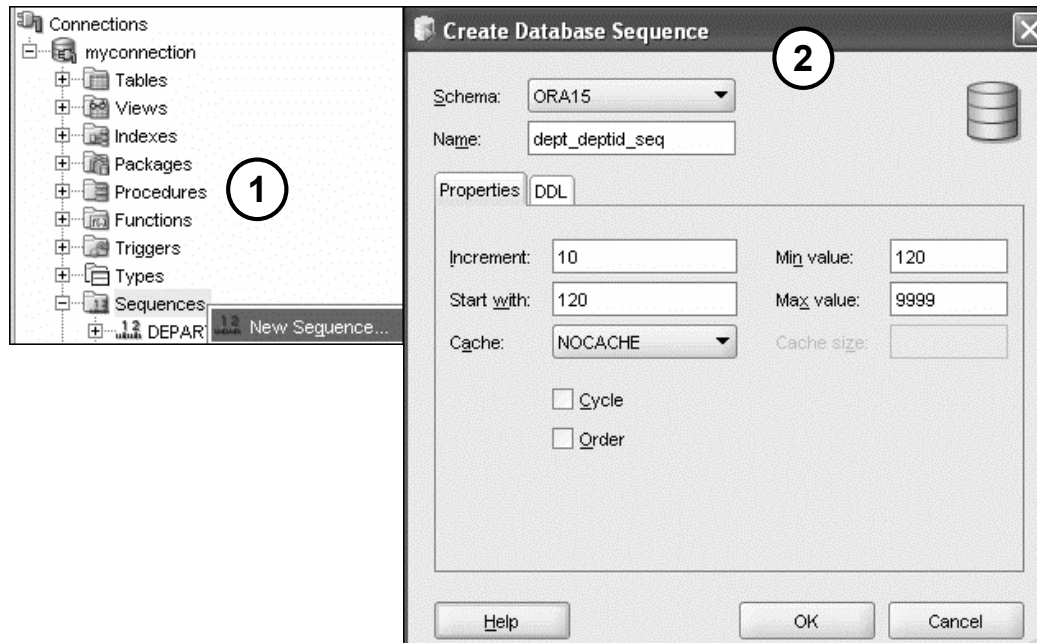 Connections
myconnection
Tables
Views
Indexes
Packages
Procedures
Functions
Triggers
Types
Sequences
DEPAR
New Sequence...
1
Create Database Sequence
2
Schema: ORA15
Name: dept_deptid_seq
Properties DDL
Increment: 10 Min value: 120
Start with: 120 Max value: 9999
Cache: NOCACHE Cache size:
Cycle
Order
Help OK Cancel